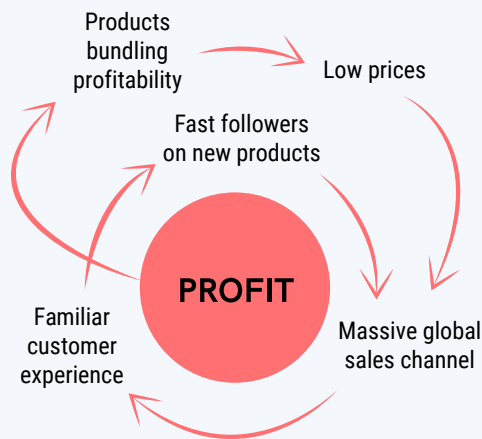 Products
bundling
profitability
Low prices
Fast followers
on new products
PROFIT
Familiar
customer
experience
Massive global
sales channel